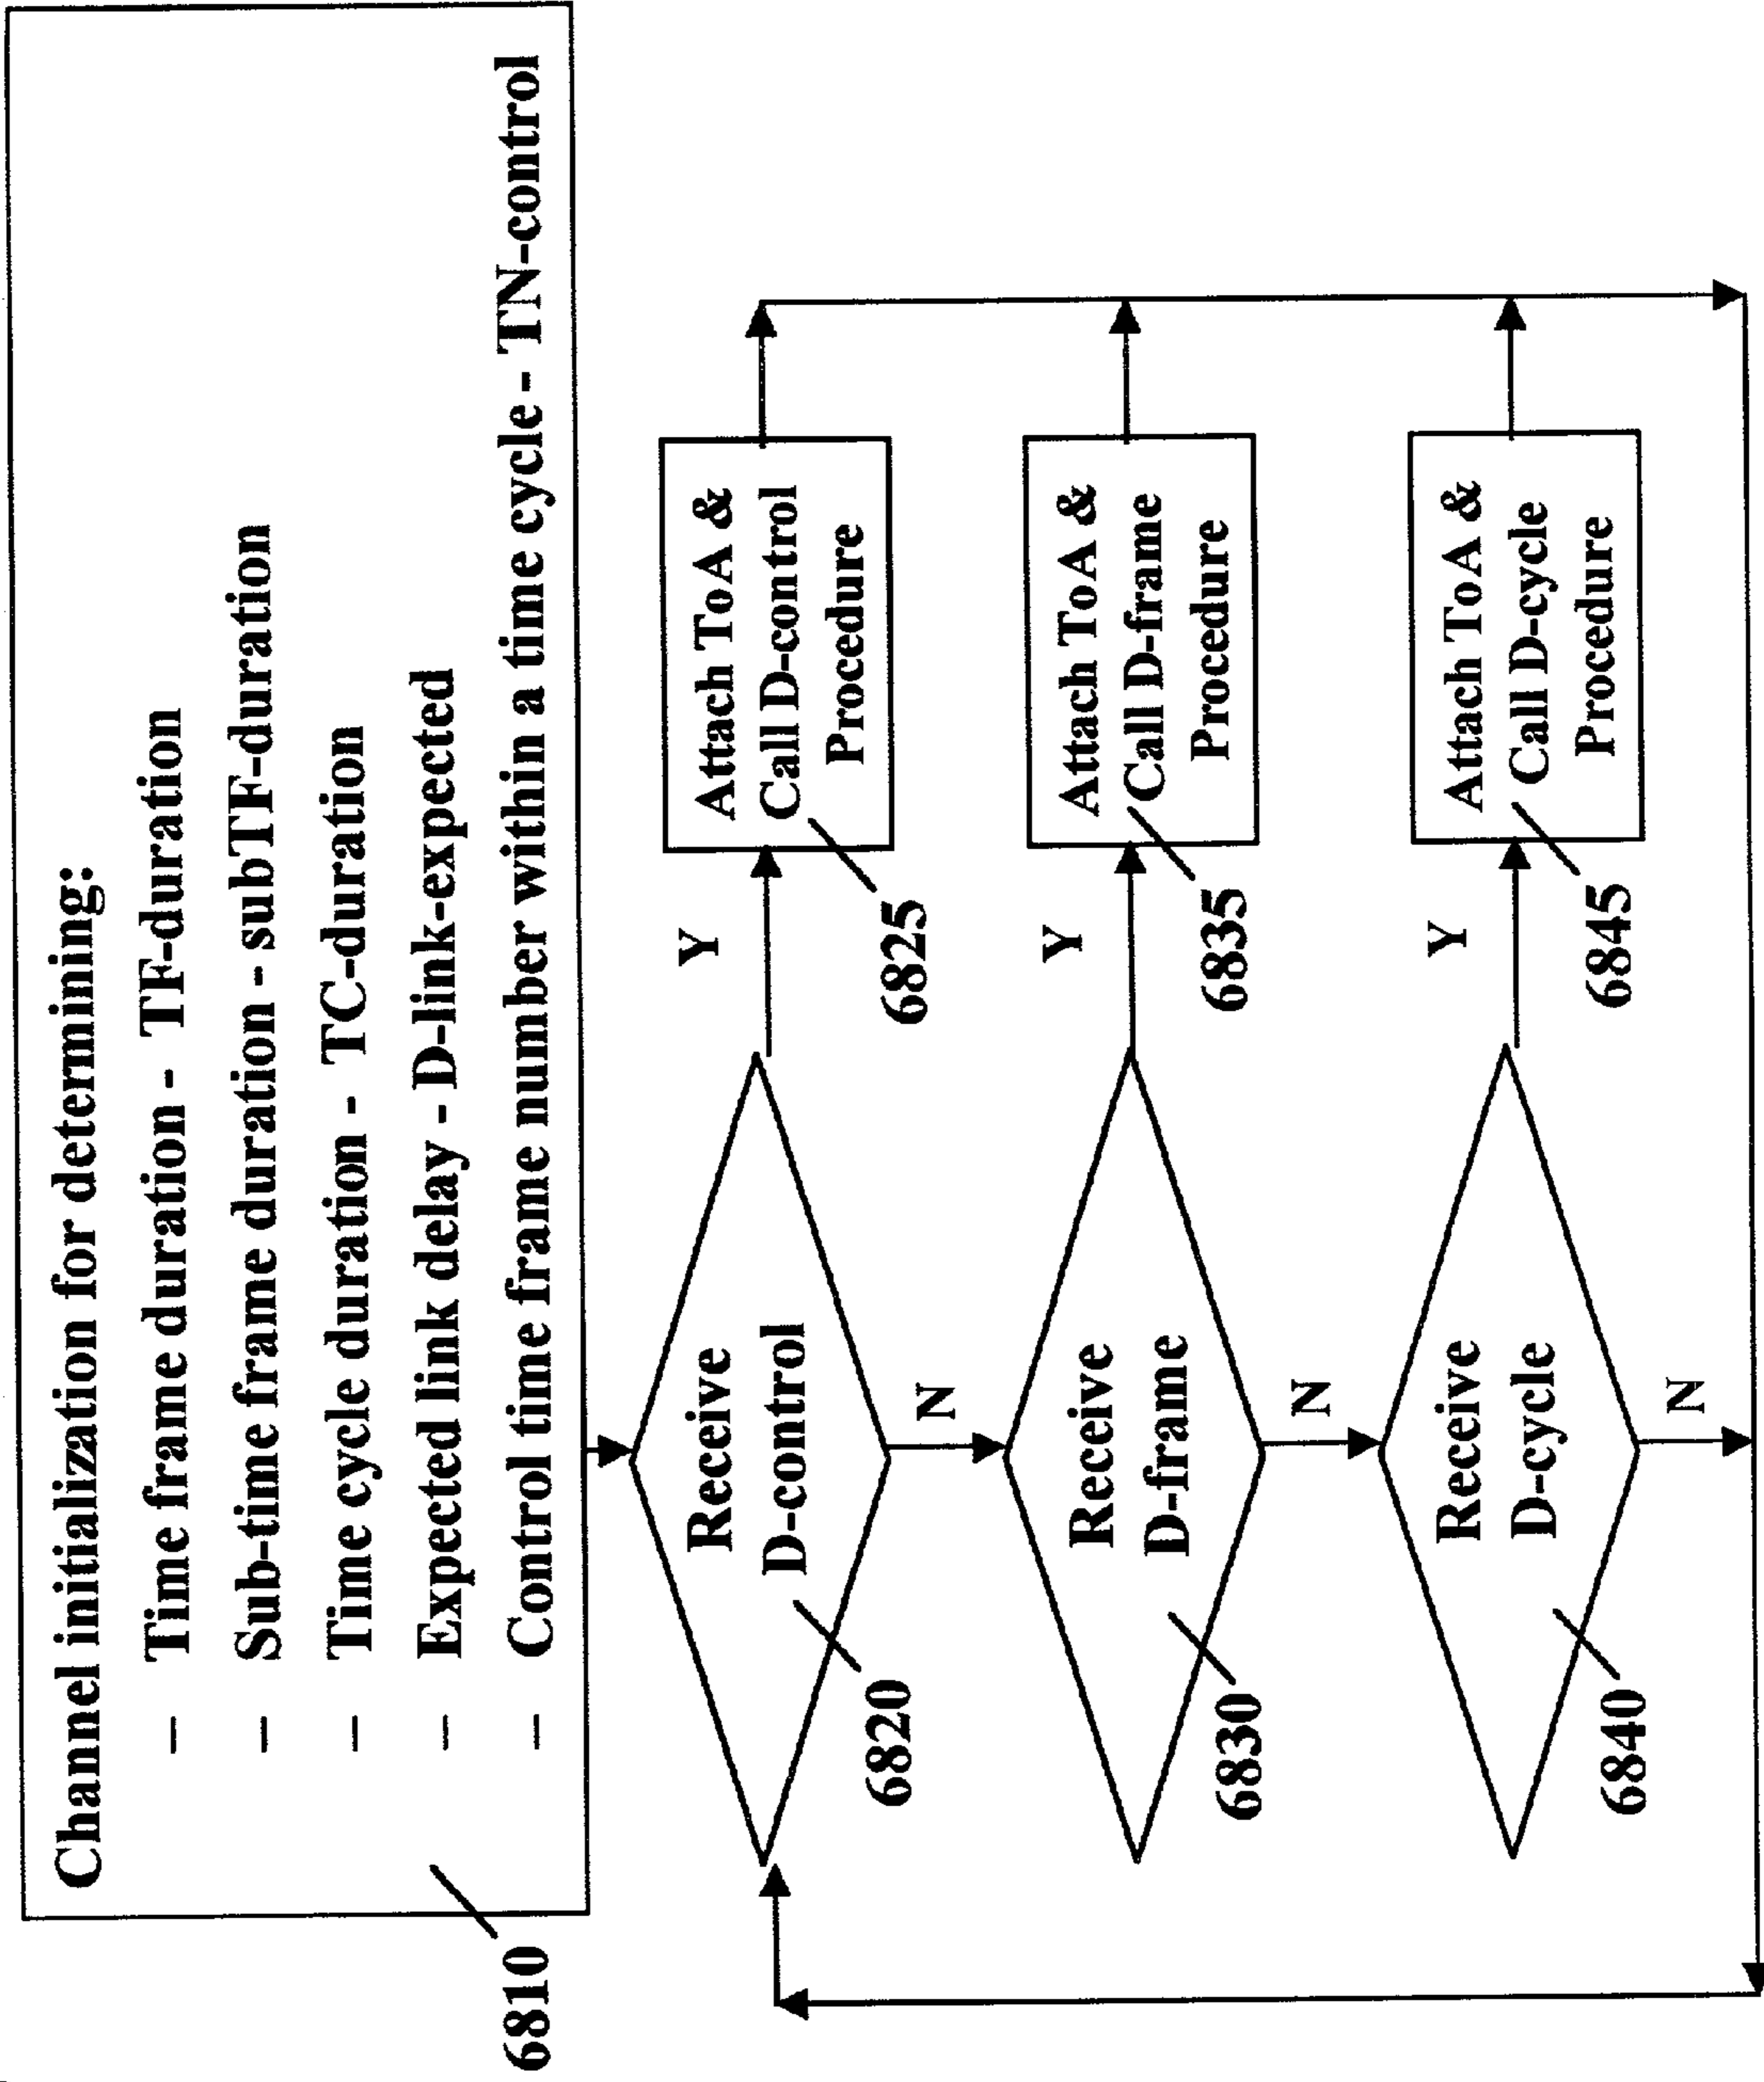 Channel initialization for determining:
– Time frame duration - TF-duration
– Sub-time frame duration - subTF-duration
– Time cycle duration - TC-duration
– Expected link delay - D-link-expected
– Control time frame number within a time cycle - TN-control
6810
Receive
D-control
6820
Y
Attach ToA &
Call D-control
Procedure
6825
N
Receive
D-frame
6830
Y
Attach ToA &
Call D-frame
Procedure
6835
N
Receive
D-cycle
6840
Y
Attach ToA &
Call D-cycle
Procedure
6845
N